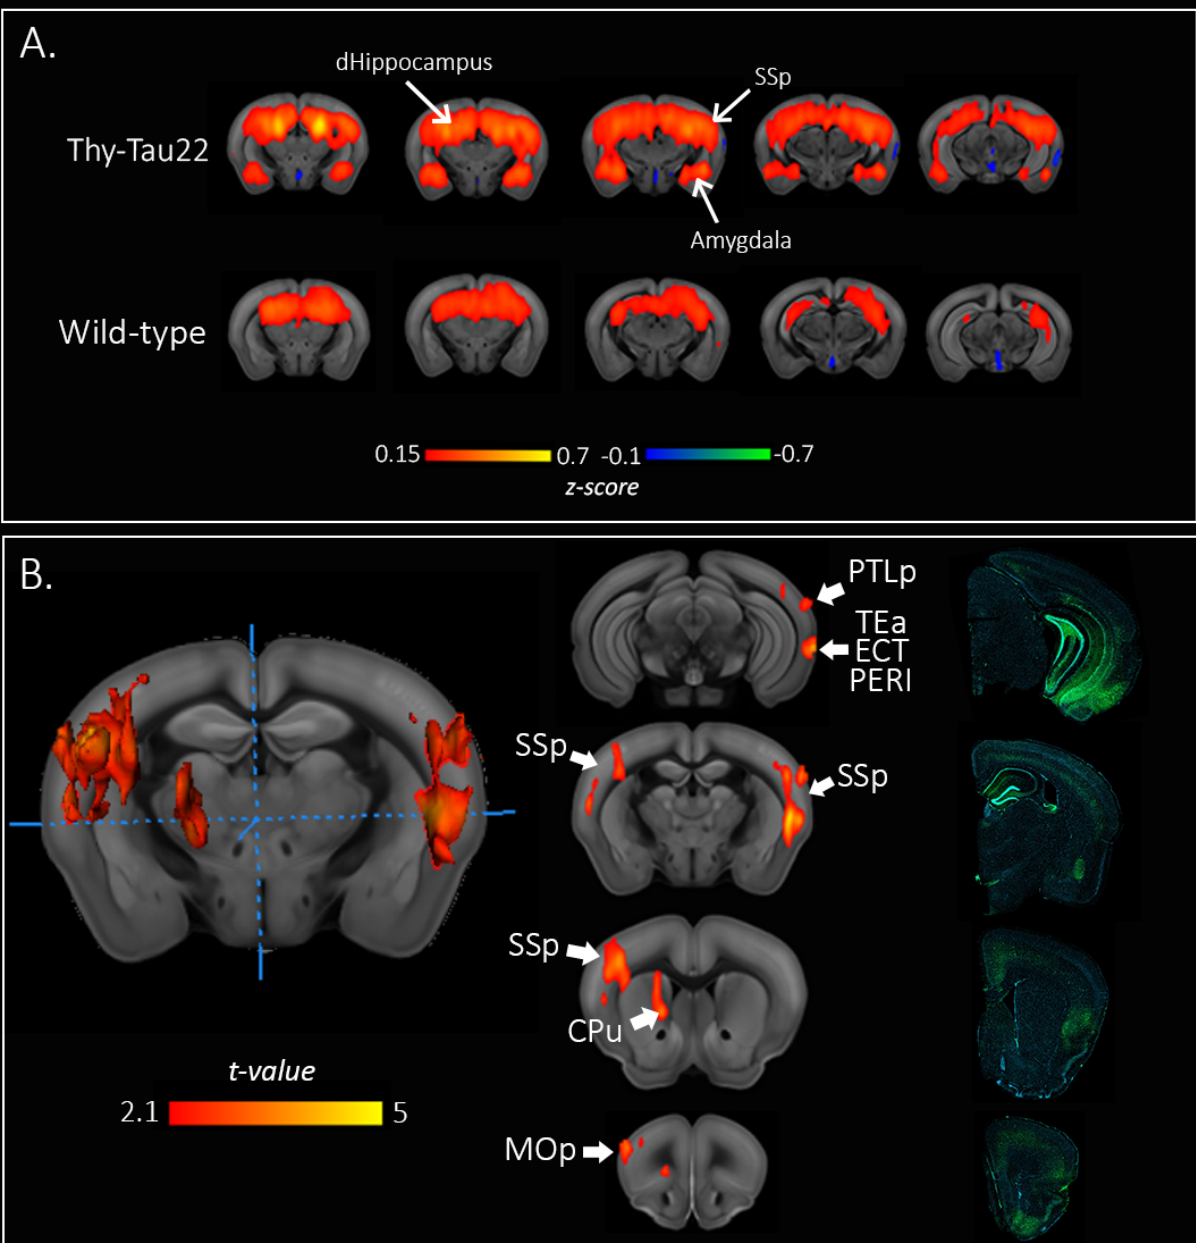 A.
dHippocampus
SSp
Thy-Tau22
Amygdala
Wild-type
0.15 0.7 -0.1 -0.7
z-score
B.
PTLp
TEa
ECT
PERI
SSp
SSp
SSp
CPu
t-value
2.1 5
MOp